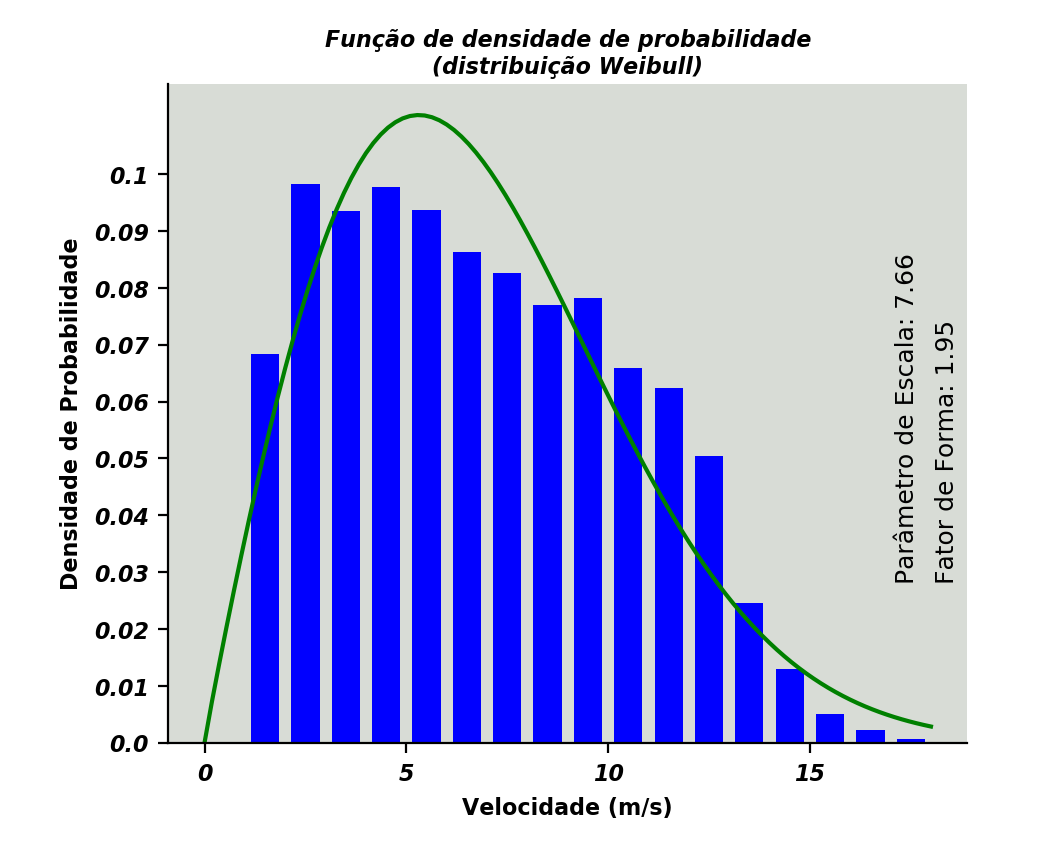 Função de densidade de probabilidade
(distribuição Weibull)
Densidade de Probabilidade
0.1
0.09
0.08
0.07
0.06
0.05
0.04
0.03
0.02
0.01
0.0
Parâmetro de Escala: 7.66
Fator de Forma: 1.95
0 5 10 15
Velocidade (m/s)